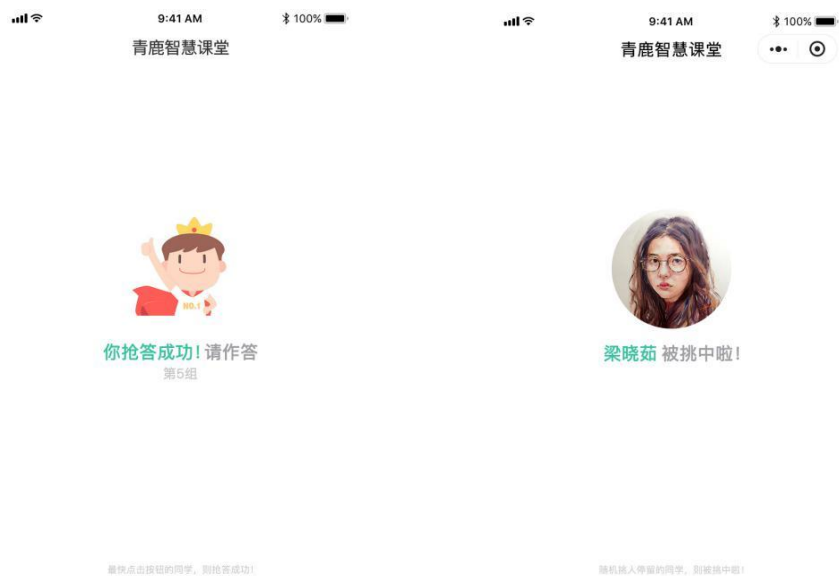 9:41 AM
100%
青鹿智慧课堂
NO.1
你抢答成功！请作答
第5组
最快点击按钮的同学，则抢答成功！
9:41 AM
100%
青鹿智慧课堂
梁晓茹 被挑中啦！
随机挑人停留的同学，则被挑中啦！